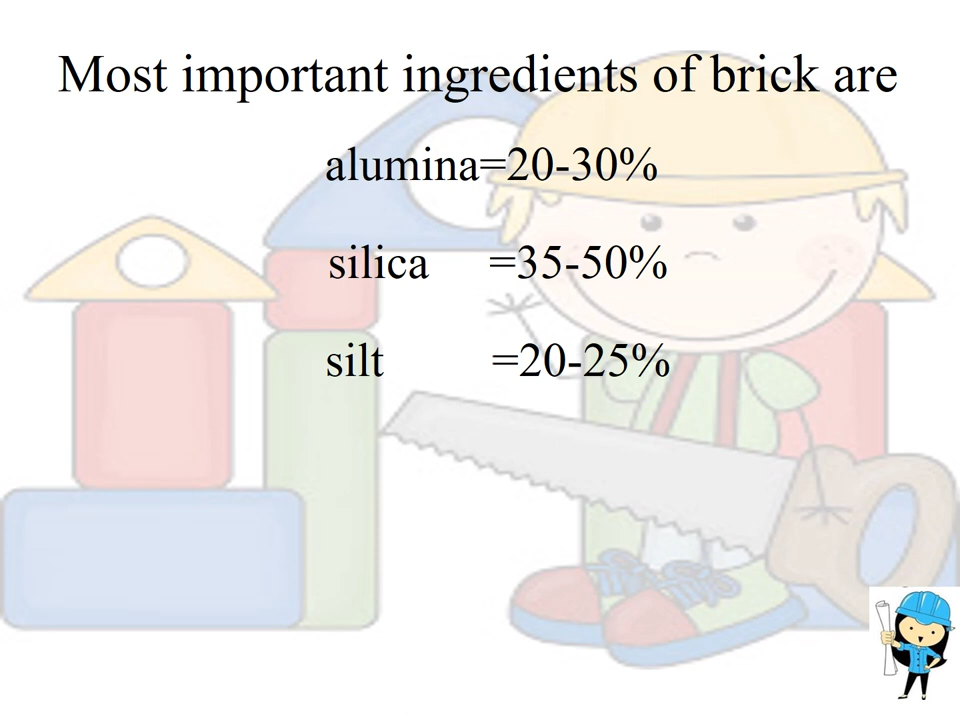 Most important ingredients of brick are
alumina=20-30%
silica =35-50%
silt =20-25%